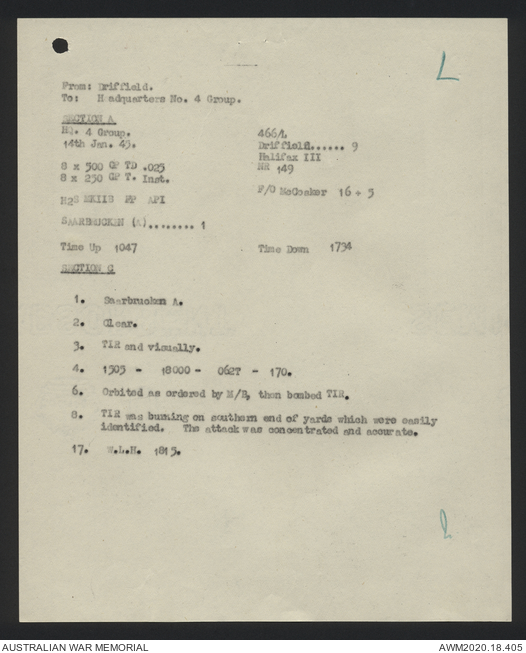 L
From: Driffield.
To: Headquarters No. 4 Group.
SECTION A
HQ. 4 Group.
14th Jan. 45.
8 x 500 GP TD .025
8 x 250 GP T. Inst.
H2S MKIIB FP API
SAARBRUCKEN (A)........ 1
Time Up 1047
466/L
Driffield...... 9
Halifax III
NR 149
F/O McCosker 16 + 5
Time Down 1734
SECTION C
1. Saarbrucken A.
2. Clear.
3. TIR and visually.
4. 1505 - 18000 - 062T - 170.
6. Orbited as ordered by M/B, then bombed TIR.
8. TIR was burning on southern end of yards which were easily
identified. The attack was concentrated and accurate.
17. W.L.H. 1815.
AUSTRALIAN WAR MEMORIAL
AWM2020.18.405